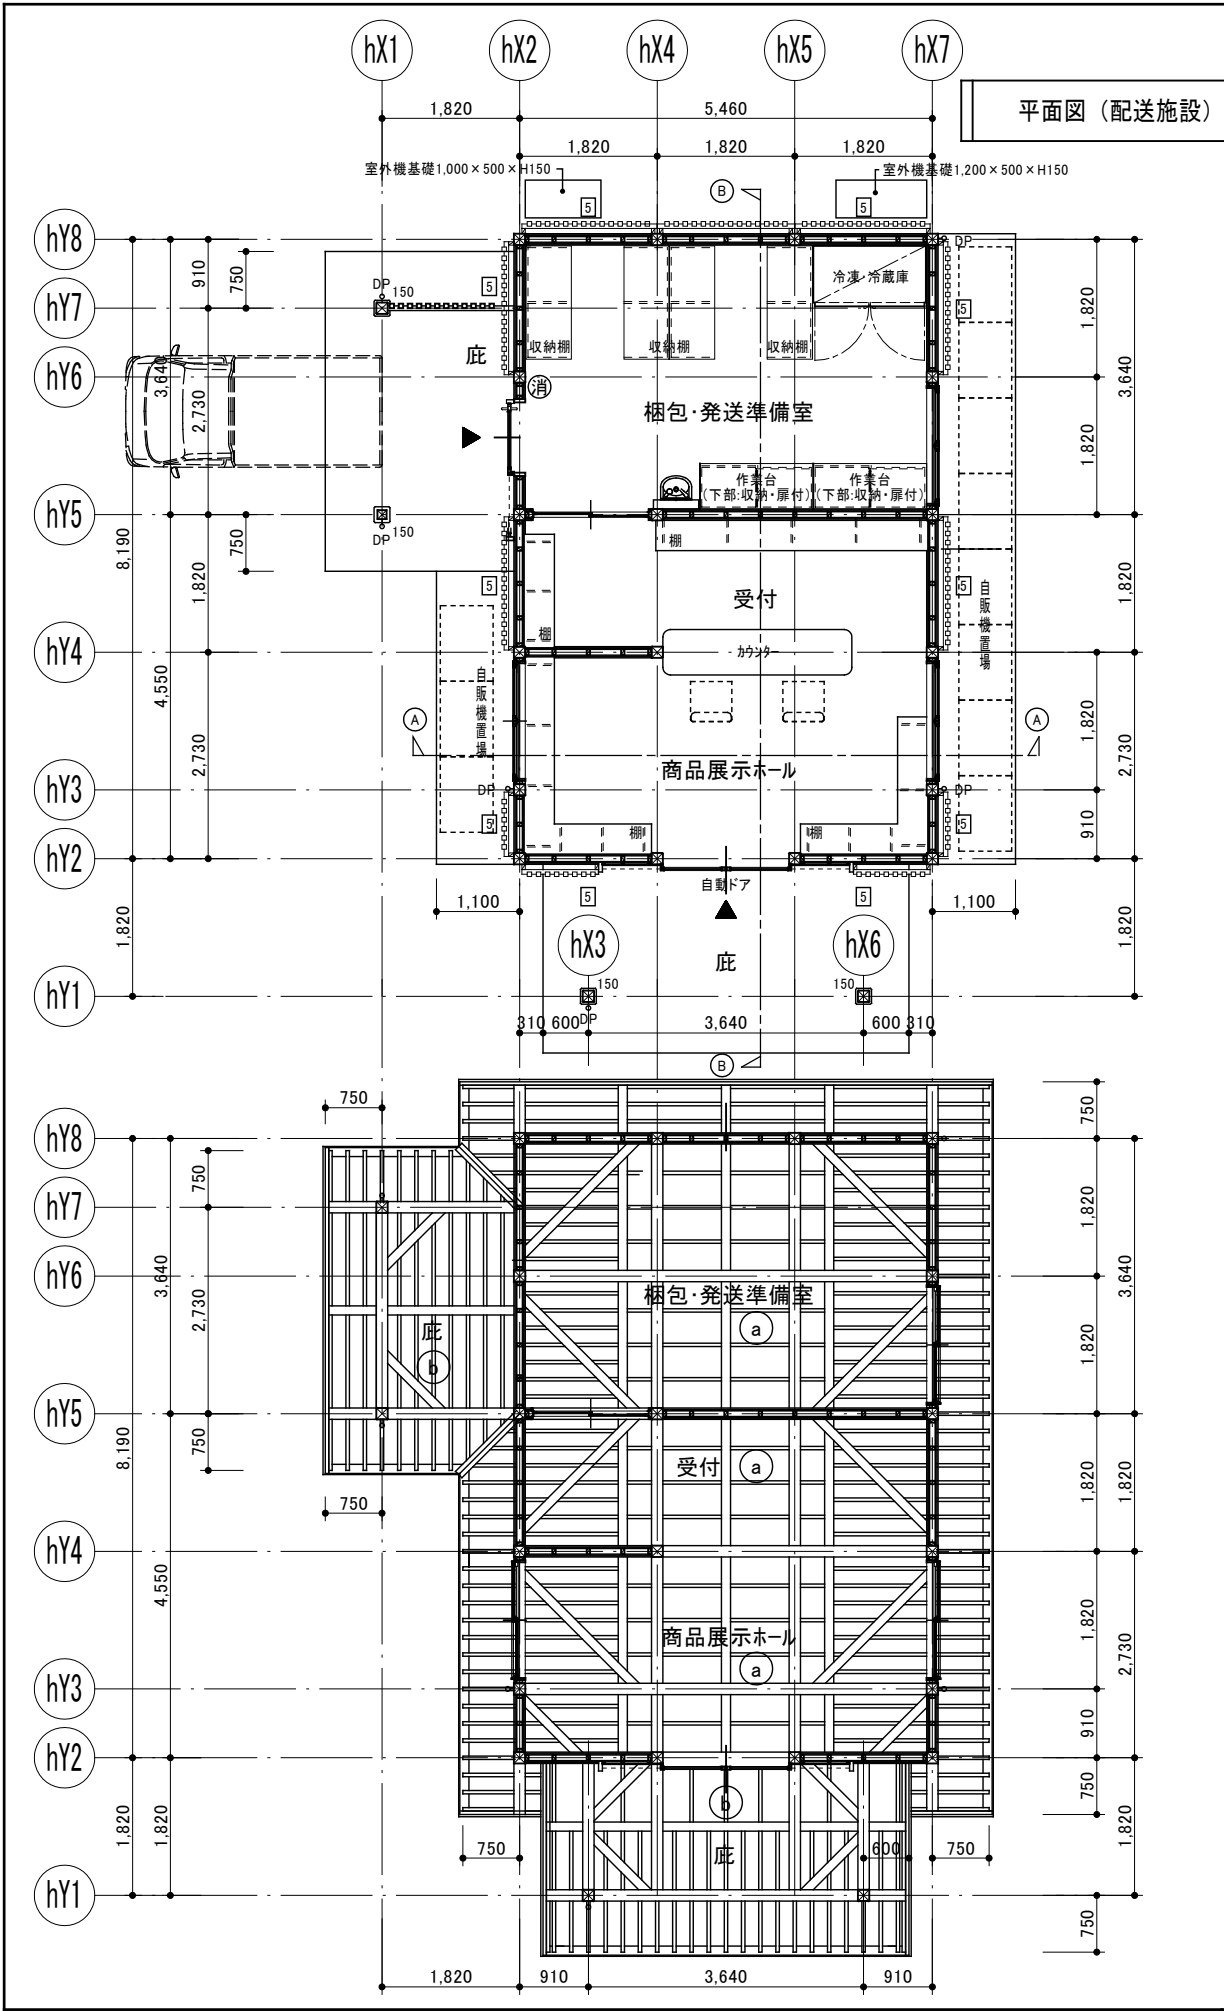 hX1 hX2 hX4 hX5 hX7
平面図（配送施設）
1,820 5,460
1,820 1,820 1,820
室外機基礎1,000×500×H150
室外機基礎1,200×500×H150
B
5 5
hY8
DP
910 750
DP 150
5
冷凍・冷蔵庫
5
1,820
hY7
収納棚 収納棚 収納棚
庇
hY6
3,640
2,730
消
梱包・発送準備室
3,640
1,820
作業台
(下部:収納・扉付)
作業台
(下部:収納・扉付)
hY5
150
DP
棚
8,190
750
1,820
5
受付
5
自販機置場
1,820
棚
hY4
カウンター
4,550
自販機置場
A A
2,730
1,820
2,730
商品展示ホール
hY3
DP DP
910
5 棚 棚 5
hY2
自動ドア
1,100 5 5 1,100
1,820
hX3 hX6
庇
1,820
150 150
hY1
DP
310 600 3,640 600 310
B
750
750
hY8
750
1,820
hY7
3,640
3,640
hY6
梱包・発送準備室
2,730
a
庇
b
1,820
hY5
8,190
750
受付 a
1,820 1,820
750
hY4
4,550
1,820
商品展示ホール
2,730
a
hY3
910
hY2
b
750
1,820 1,820
750 庇 600 750
1,820
hY1
750
1,820 910 3,640 910